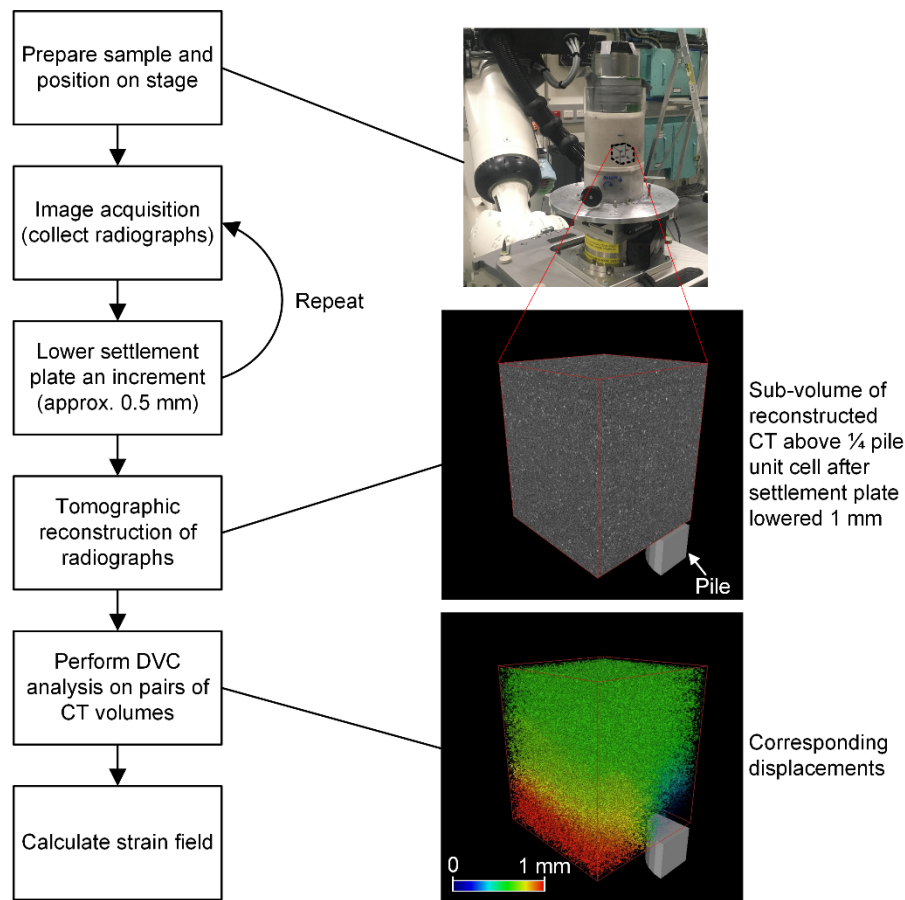 Prepare sample and
position on stage
Image acquisition
(collect radiographs)
Repeat
Lower settlement
plate an increment
(approx. 0.5 mm)
Tomographic
reconstruction of
radiographs
Perform DVC
analysis on pairs of
CT volumes
Calculate strain field
Sub-volume of
reconstructed
CT above ¼ pile
unit cell after
settlement plate
lowered 1 mm
Pile
Corresponding
displacements
0 1 mm